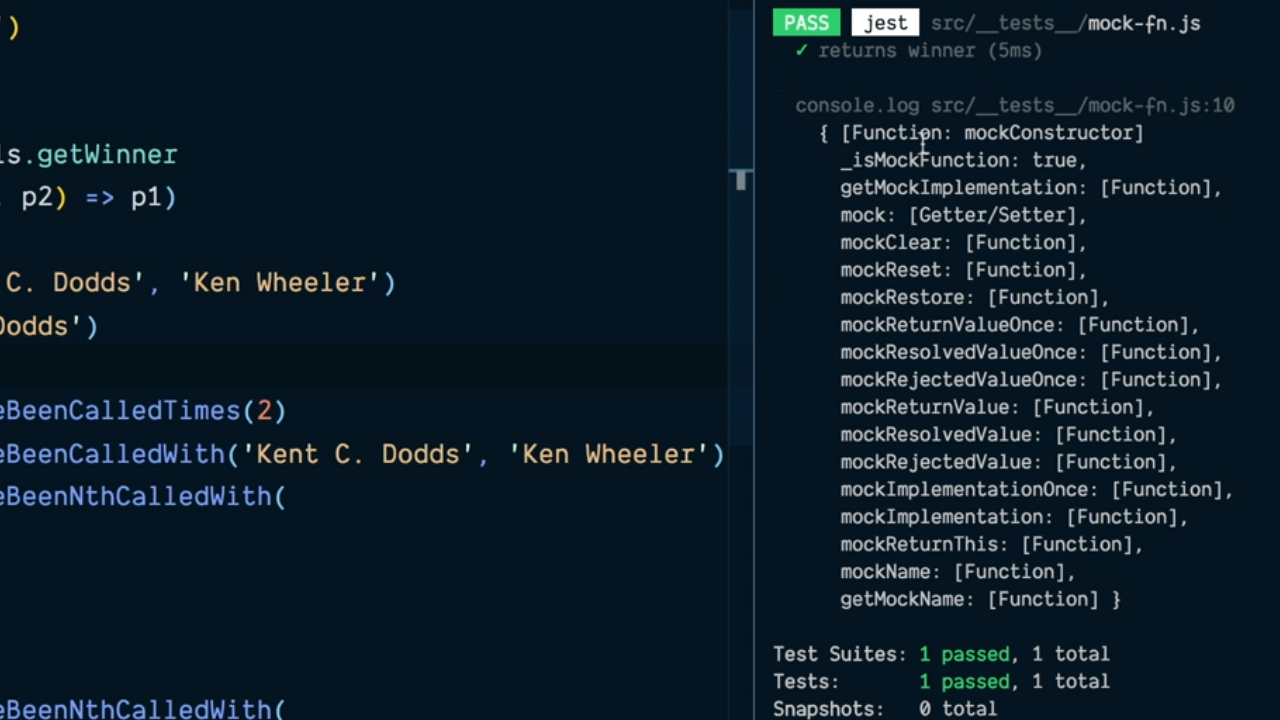 ')
ls.getWinner
, p2) => p1)
C. Dodds', 'Ken Wheeler')
Dodds')
eBeenCalledTimes(2)
eBeenCalledWith('Kent C. Dodds', 'Ken Wheeler')
eBeenNthCalledWith(
eBeenNthCalledWith(
PASS jest src/__tests__/mock-fn.js
✓ returns winner (5ms)
console.log src/__tests__/mock-fn.js:10
{ [Function: mockConstructor]
_isMockFunction: true,
getMockImplementation: [Function],
mock: [Getter/Setter],
mockClear: [Function],
mockReset: [Function],
mockRestore: [Function],
mockReturnValueOnce: [Function],
mockResolvedValueOnce: [Function],
mockRejectedValueOnce: [Function],
mockReturnValue: [Function],
mockResolvedValue: [Function],
mockRejectedValue: [Function],
mockImplementationOnce: [Function],
mockImplementation: [Function],
mockReturnThis: [Function],
mockName: [Function],
getMockName: [Function] }
Test Suites: 1 passed, 1 total
Tests: 1 passed, 1 total
Snapshots: 0 total